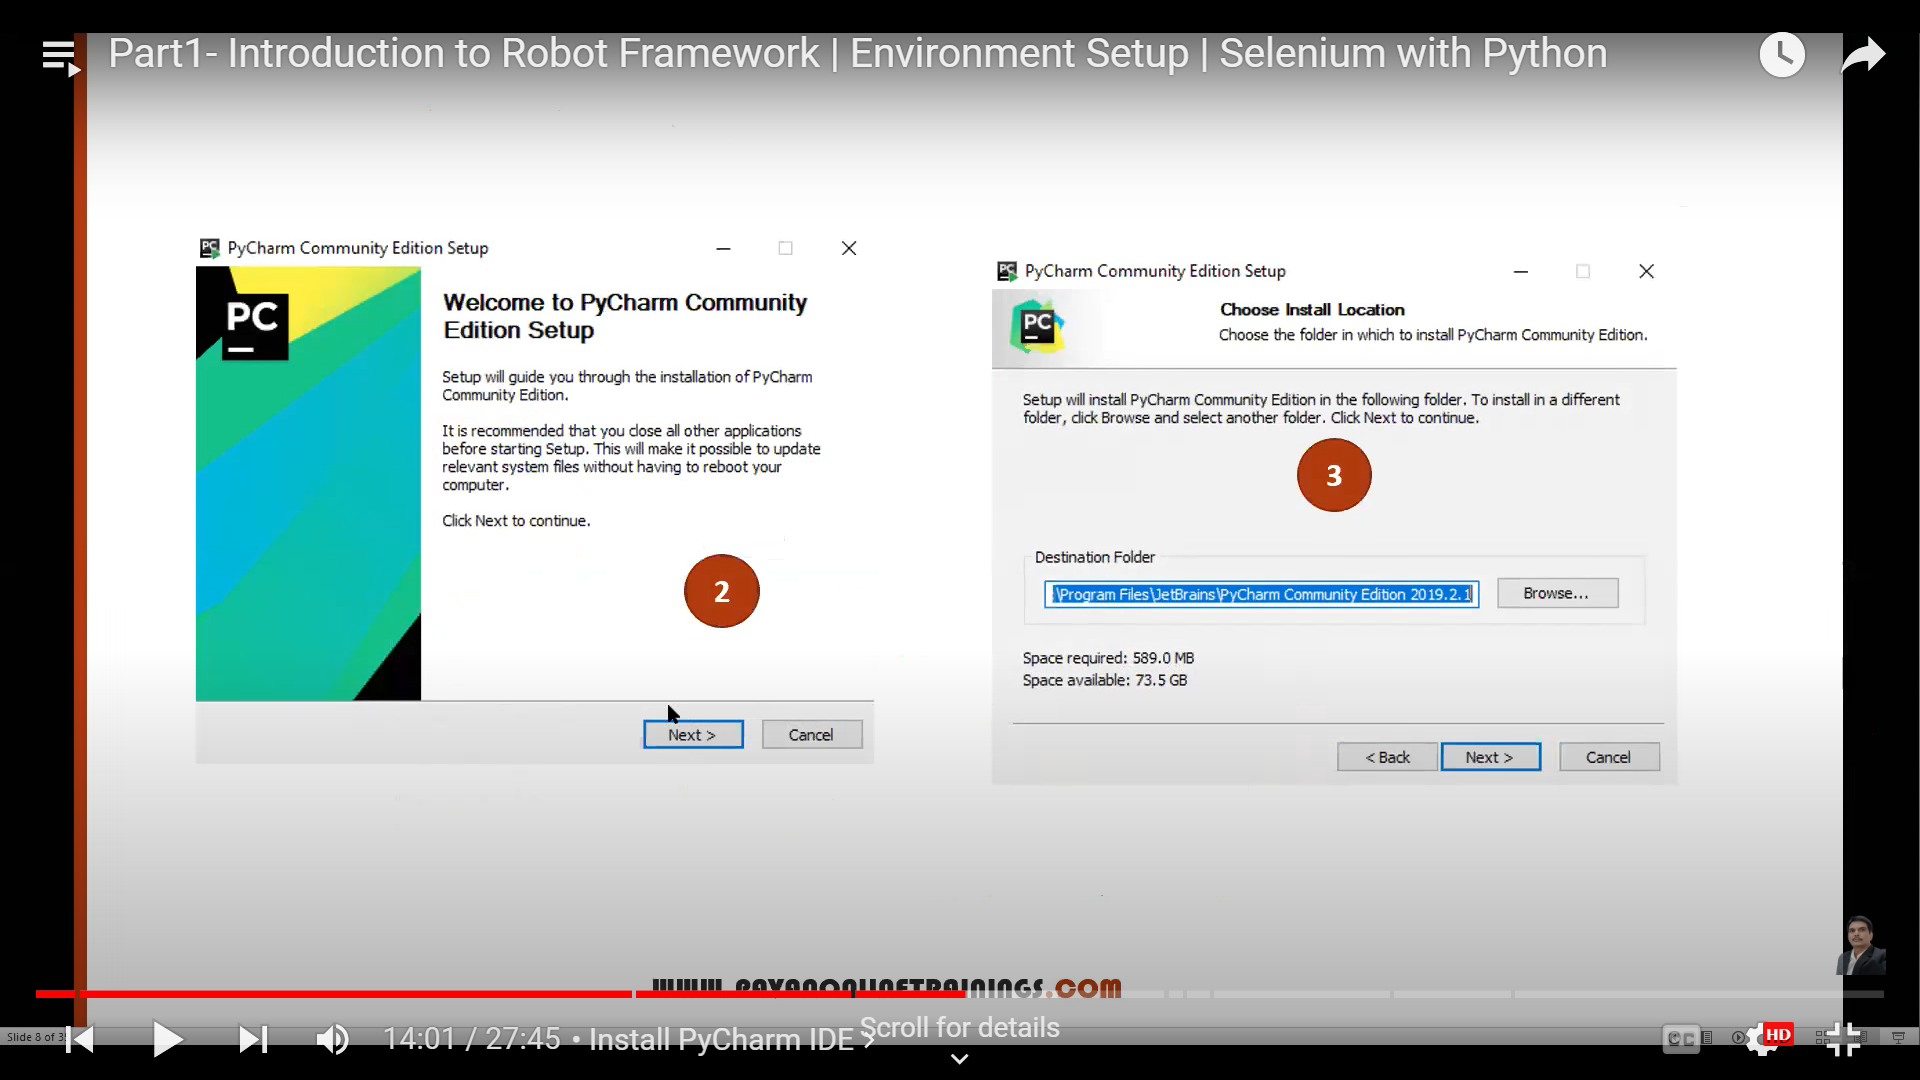 Part1- Introduction to Robot Framework | Environment Setup | Selenium with Python
PyCharm Community Edition Setup
PC
Welcome to PyCharm Community
Edition Setup
Setup will guide you through the installation of PyCharm
Community Edition.
It is recommended that you close all other applications
before starting Setup. This will make it possible to update
relevant system files without having to reboot your
computer.
Click Next to continue.
2
Next >
Cancel
PyCharm Community Edition Setup
PC
Choose Install Location
Choose the folder in which to install PyCharm Community Edition.
Setup will install PyCharm Community Edition in the following folder. To install in a different
folder, click Browse and select another folder. Click Next to continue.
3
Destination Folder
:\Program Files\JetBrains\PyCharm Community Edition 2019.2.1
Browse...
Space required: 589.0 MB
Space available: 73.5 GB
< Back
Next >
Cancel
WWW.PAVANONLINETRAININGS.COM
Slide 8 of
14:01 / 27:45 • Install PyCharm IDE >
Scroll for details
CC
HD